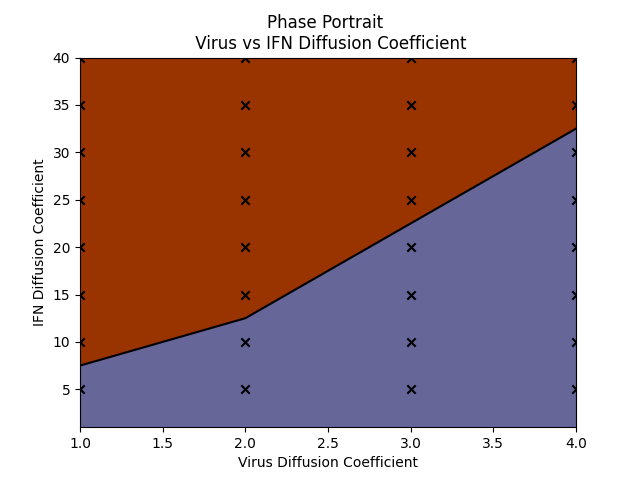 Phase Portrait
Virus vs IFN Diffusion Coefficient
IFN Diffusion Coefficient
40
35
30
25
20
15
10
5
1.0 1.5 2.0 2.5 3.0 3.5 4.0
Virus Diffusion Coefficient